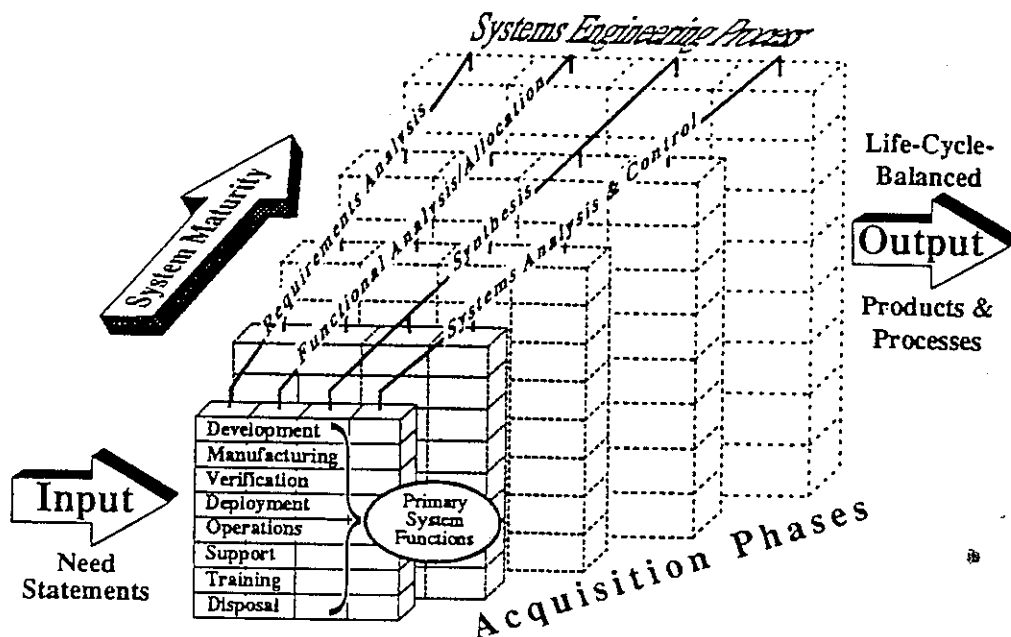 Systems Engineering Process
Requirements Analysis
Functional Analysis/Allocation
Synthesis
Systems Analysis & Control
System Maturity
Life-Cycle-
Balanced
Output
Products &
Processes
Input
Need
Statements
Development
Manufacturing
Verification
Deployment
Operations
Support
Training
Disposal
Primary
System
Functions
Acquisition Phases